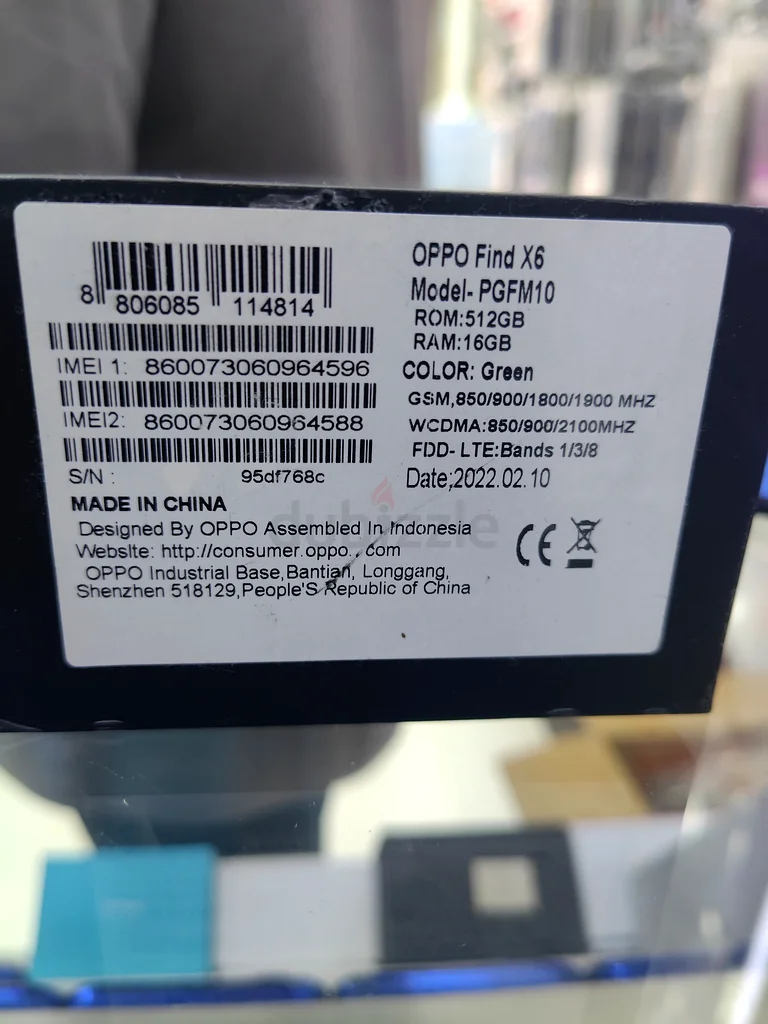 8 806085 114814
IMEI 1: 860073060964596
IMEI2: 860073060964588
S/N : 95df768c
MADE IN CHINA
Designed By OPPO Assembled In Indonesia
Website: http://consumer.oppo., com
OPPO Industrial Base,Bantian, Longgang,
Shenzhen 518129,People'S Republic of China
OPPO Find X6
Model- PGFM10
ROM:512GB
RAM:16GB
COLOR: Green
GSM,850/900/1800/1900 MHZ
WCDMA:850/900/2100MHZ
FDD- LTE:Bands 1/3/8
Date;2022.02.10
CE
dubizzle